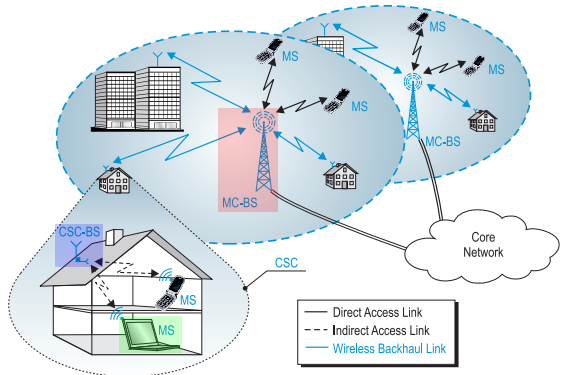 MS
MS
MS
MS
MC-BS
MC-BS
CSC-BS
CSC
MS
MS
Core
Network
Direct Access Link
Indirect Access Link
Wireless Backhaul Link